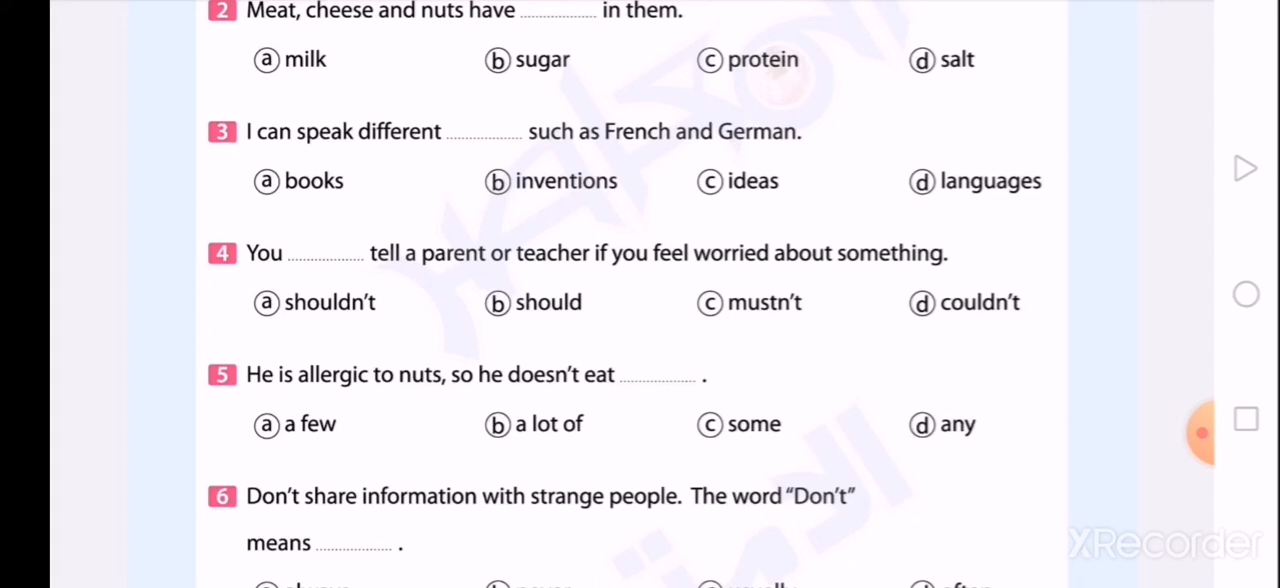 2 Meat, cheese and nuts have ............... in them.
a milk b sugar c protein d salt
3 I can speak different ............... such as French and German.
a books b inventions c ideas d languages
4 You ............... tell a parent or teacher if you feel worried about something.
a shouldn't b should c mustn't d couldn't
5 He is allergic to nuts, so he doesn't eat ............... .
a a few b a lot of c some d any
6 Don't share information with strange people. The word "Don't"
means ............... .
XRecorder